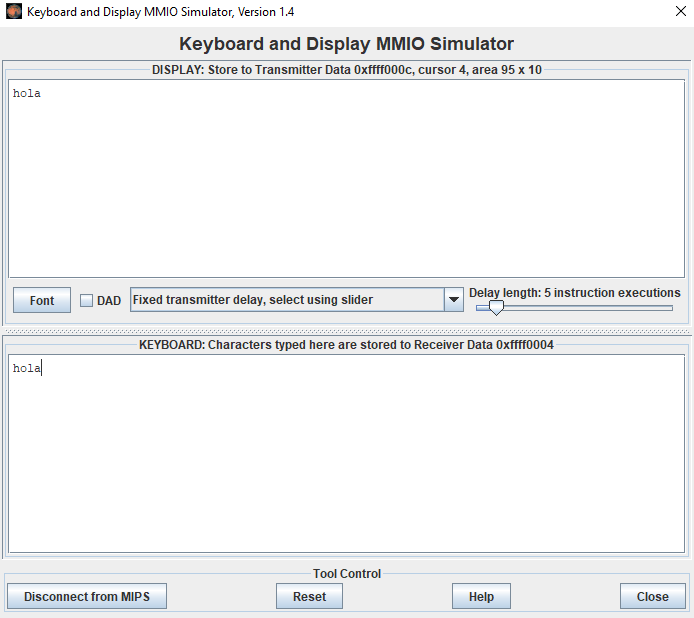 Keyboard and Display MMIO Simulator, Version 1.4
Keyboard and Display MMIO Simulator
DISPLAY: Store to Transmitter Data 0xffff000c, cursor 4, area 95 x 10
hola
Font
DAD
Fixed transmitter delay, select using slider
Delay length: 5 instruction executions
KEYBOARD: Characters typed here are stored to Receiver Data 0xffff0004
hola
Tool Control
Disconnect from MIPS
Reset
Help
Close